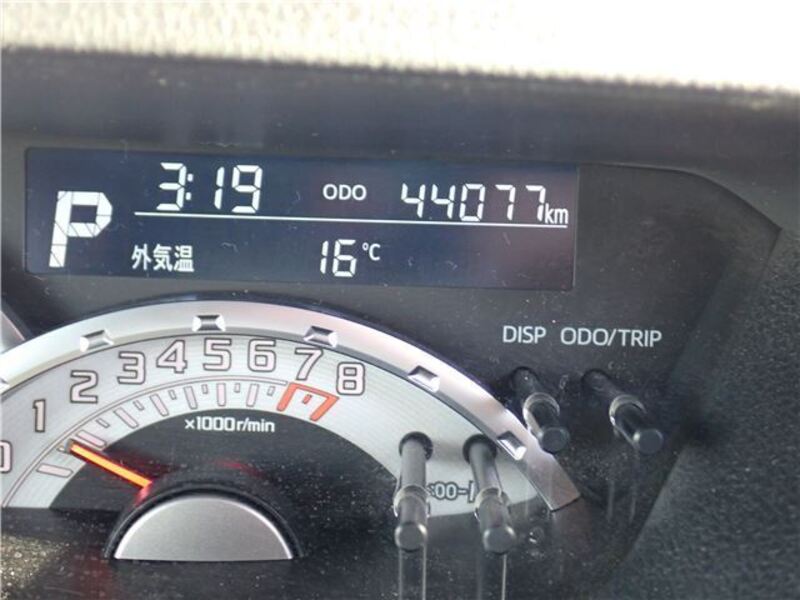 3:19 ODO 44077km
P
外気温 16℃
DISP ODO/TRIP
0 1 2 3 4 5 6 7 8
×1000r/min